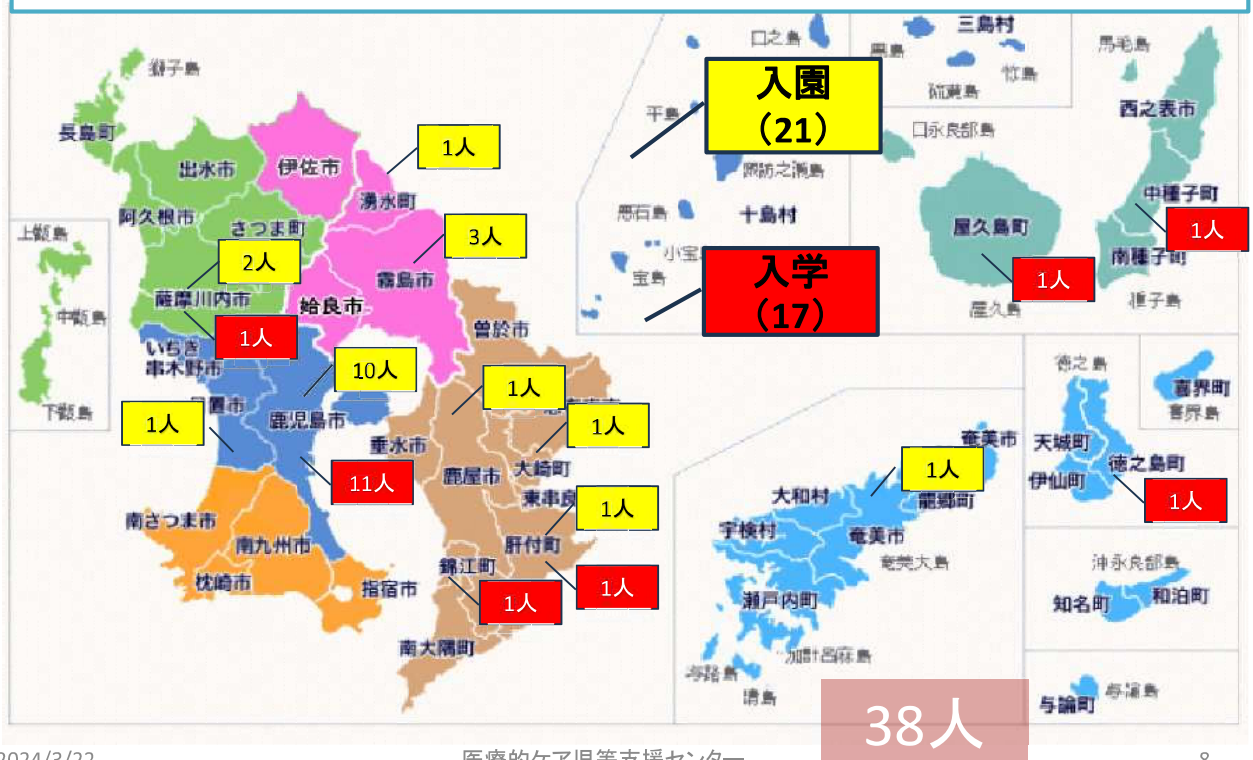 獅子島
長島町
出水市
伊佐市
1人
阿久根市
さつま町
湧水町
3人
上甑島
2人
霧島市
薩摩川内市
姶良市
中甑島
1人
曽於市
いちき
串木野市
10人
1人
下甑島
1人
鹿児島市
1人
垂水市
鹿屋市
大崎町
11人
東串良
1人
南さつま市
南九州市
肝付町
錦江町
枕崎市
指宿市
1人
1人
南大隅町
口之島
入園
(21)
平島
諏訪之瀬島
悪石島
十島村
小宝
宝島
入学
(17)
三島村
黒島
竹島
硫黄島
口永良部島
馬毛島
西之表市
中種子町
屋久島町
1人
南種子町
1人
種子島
屋久島
徳之島
喜界町
喜界島
奄美市
天城町
1人
徳之島町
伊仙町
大和村
龍郷町
1人
宇検村
奄美市
奄美大島
沖永良部島
瀬戸内町
知名町
和泊町
加計呂麻島
与路島
請島
与論島
与論町
38人
2024/3/22
医療的ケア児等支援センター
8